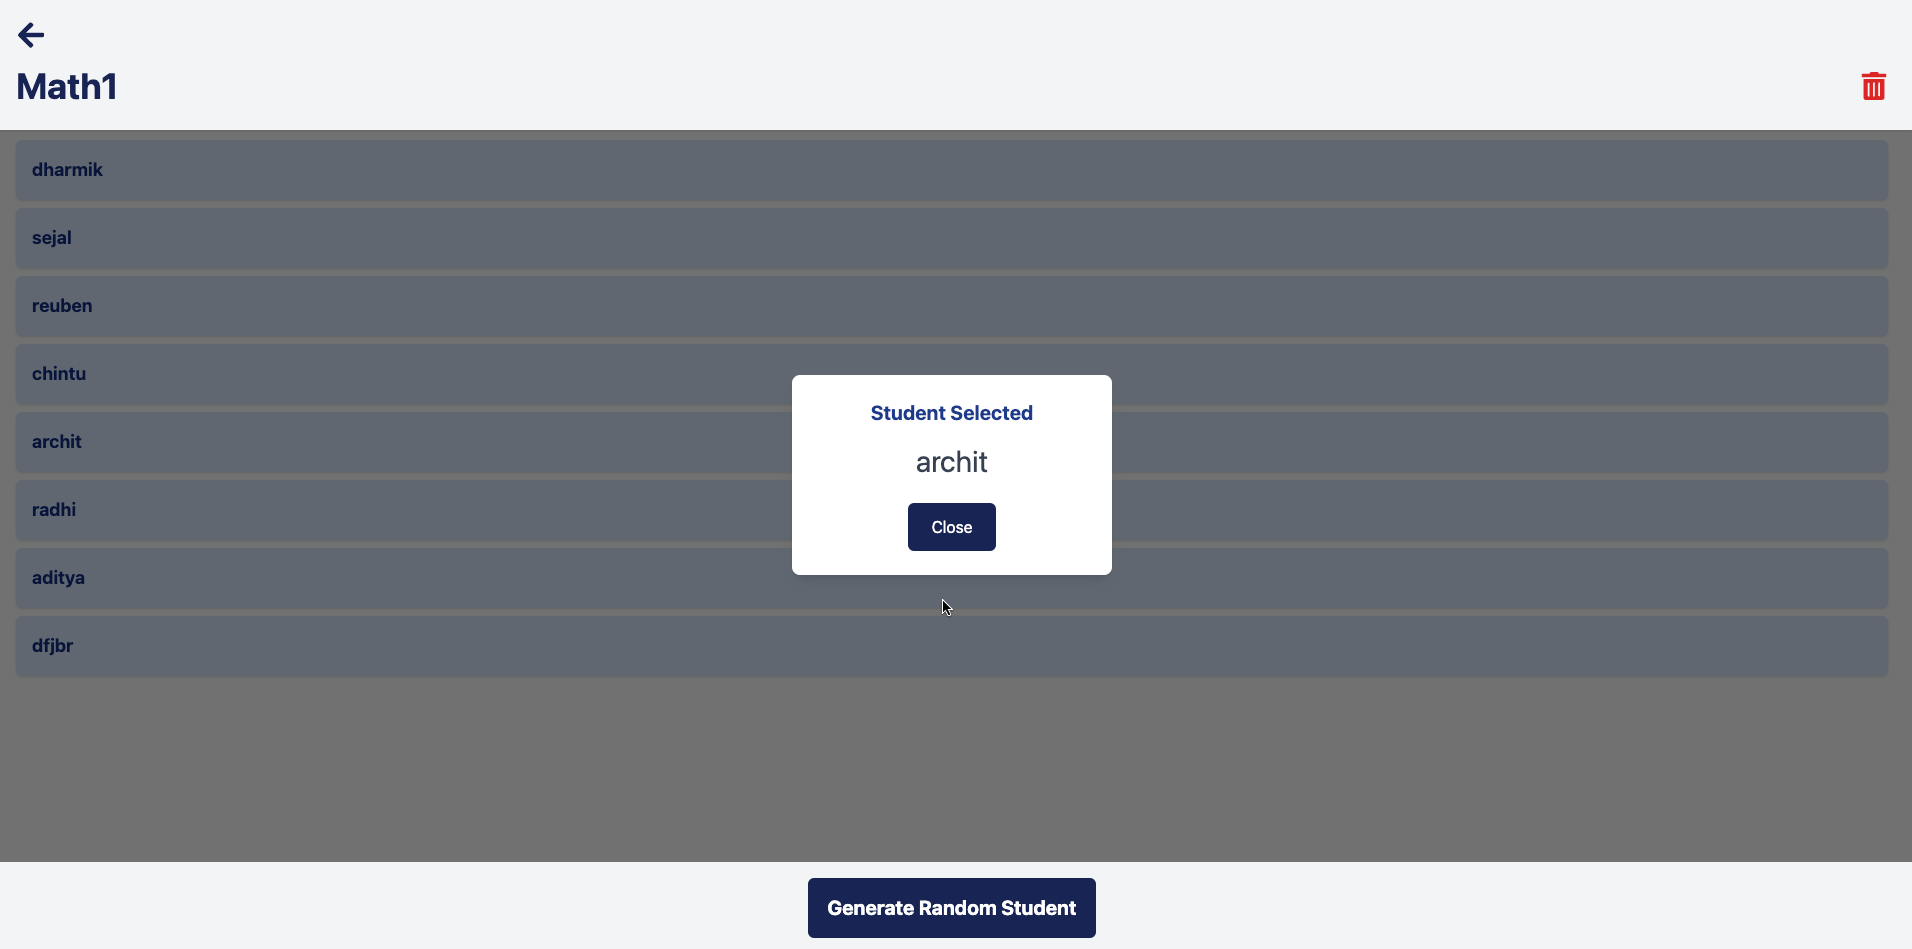 Math1
dharmik
sejal
reuben
chintu
archit
radhi
aditya
dfjbr
Student Selected
archit
Close
Generate Random Student